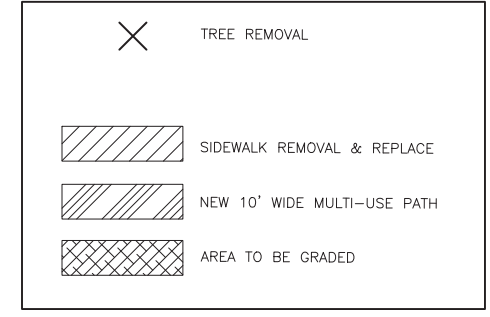 TREE REMOVAL
SIDEWALK REMOVAL & REPLACE
NEW 10' WIDE MULTI-USE PATH
AREA TO BE GRADED